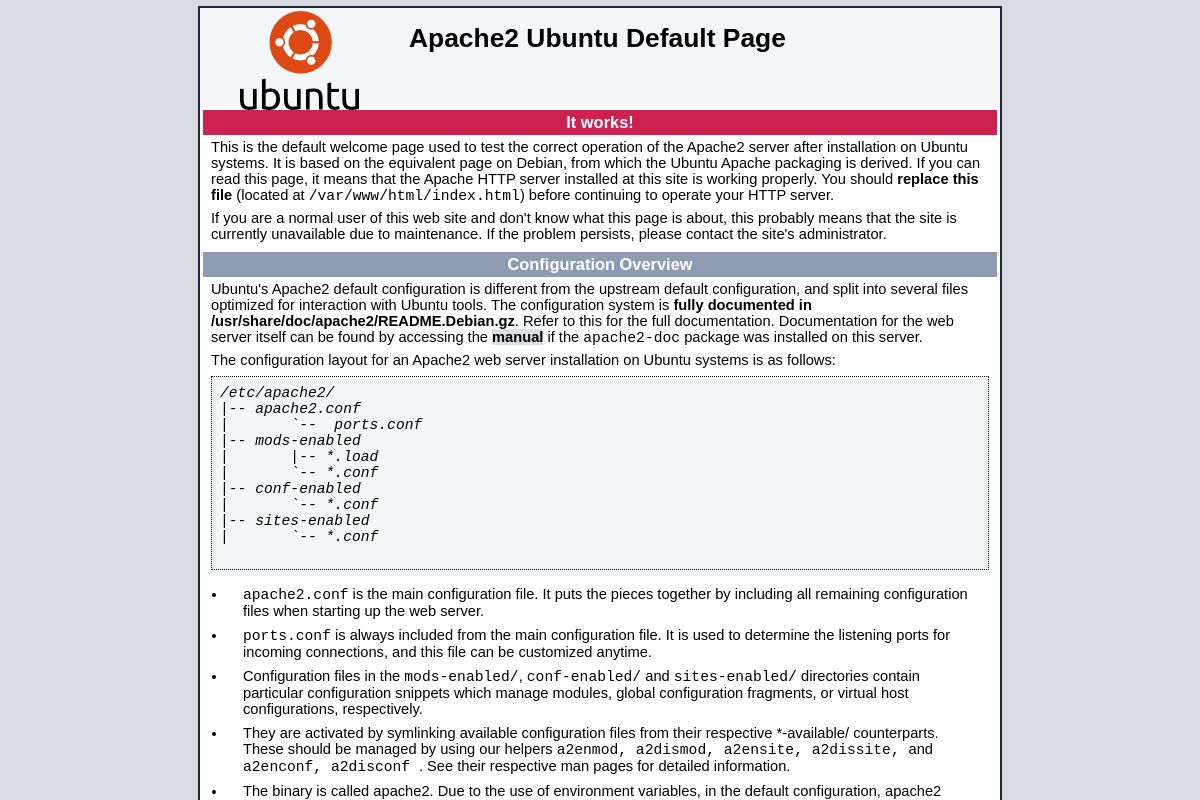 ubuntu
Apache2 Ubuntu Default Page
It works!
This is the default welcome page used to test the correct operation of the Apache2 server after installation on Ubuntu
systems. It is based on the equivalent page on Debian, from which the Ubuntu Apache packaging is derived. If you can
read this page, it means that the Apache HTTP server installed at this site is working properly. You should replace this
file (located at /var/www/html/index.html) before continuing to operate your HTTP server.
If you are a normal user of this web site and don't know what this page is about, this probably means that the site is
currently unavailable due to maintenance. If the problem persists, please contact the site's administrator.
Configuration Overview
Ubuntu's Apache2 default configuration is different from the upstream default configuration, and split into several files
optimized for interaction with Ubuntu tools. The configuration system is fully documented in
/usr/share/doc/apache2/README.Debian.gz. Refer to this for the full documentation. Documentation for the web
server itself can be found by accessing the manual if the apache2-doc package was installed on this server.
The configuration layout for an Apache2 web server installation on Ubuntu systems is as follows:
/etc/apache2/
|-- apache2.conf
|       `--  ports.conf
|-- mods-enabled
|       |-- *.load
|       `-- *.conf
|-- conf-enabled
|       `-- *.conf
|-- sites-enabled
|       `-- *.conf
• apache2.conf is the main configuration file. It puts the pieces together by including all remaining configuration
files when starting up the web server.
• ports.conf is always included from the main configuration file. It is used to determine the listening ports for
incoming connections, and this file can be customized anytime.
• Configuration files in the mods-enabled/, conf-enabled/ and sites-enabled/ directories contain
particular configuration snippets which manage modules, global configuration fragments, or virtual host
configurations, respectively.
• They are activated by symlinking available configuration files from their respective *-available/ counterparts.
These should be managed by using our helpers a2enmod, a2dismod, a2ensite, a2dissite, and
a2enconf, a2disconf . See their respective man pages for detailed information.
• The binary is called apache2. Due to the use of environment variables, in the default configuration, apache2